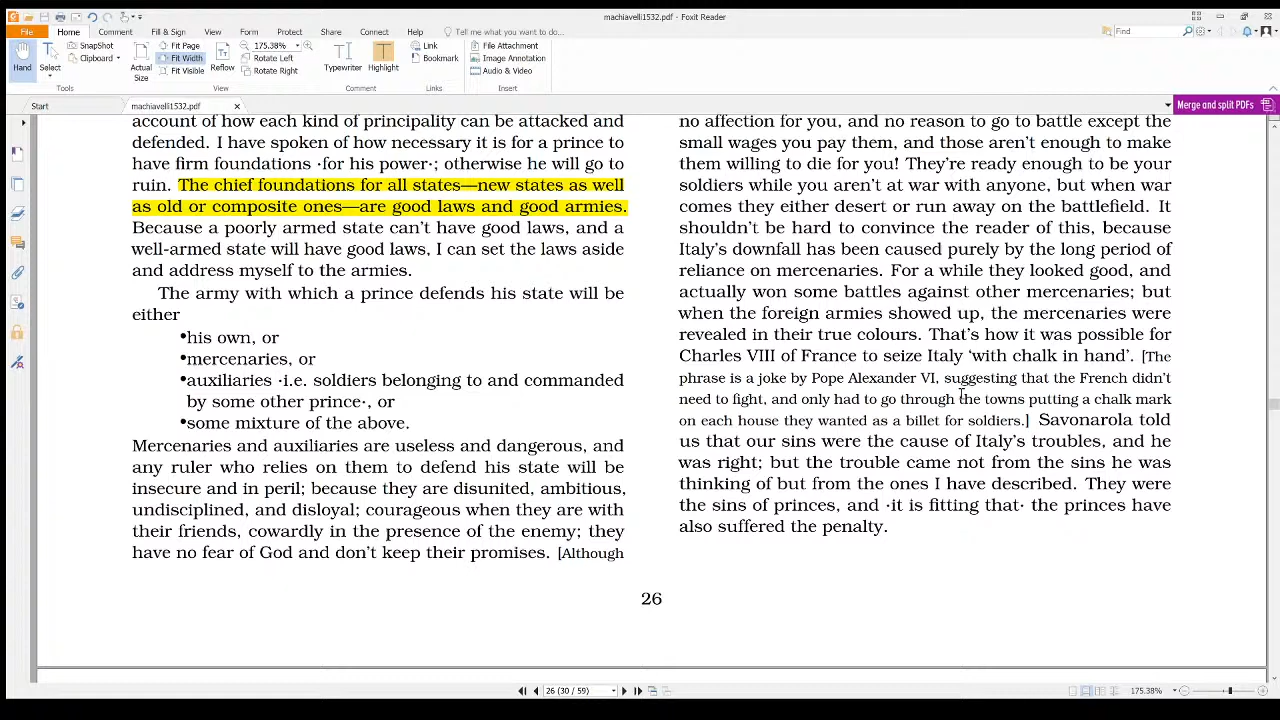 machiavelli1532.pdf - Foxit Reader
File Home Comment Fill & Sign View Form Protect Share Connect Help Tell me what you want to do...
Find
Hand
Select
SnapShot
Clipboard
Tools
Actual
Size
Fit Page
Fit Width
Fit Visible
Reflow
175.38%
Rotate Left
Rotate Right
Typewriter
Highlight
Comment
Link
Bookmark
Links
File Attachment
Image Annotation
Audio & Video
Insert
Start
machiavelli1532.pdf
Merge and split PDFs
account of how each kind of principality can be attacked and
defended. I have spoken of how necessary it is for a prince to
have firm foundations ·for his power·; otherwise he will go to
ruin. The chief foundations for all states—new states as well
as old or composite ones—are good laws and good armies.
Because a poorly armed state can't have good laws, and a
well-armed state will have good laws, I can set the laws aside
and address myself to the armies.
The army with which a prince defends his state will be
either
•his own, or
•mercenaries, or
•auxiliaries ·i.e. soldiers belonging to and commanded
by some other prince·, or
•some mixture of the above.
Mercenaries and auxiliaries are useless and dangerous, and
any ruler who relies on them to defend his state will be
insecure and in peril; because they are disunited, ambitious,
undisciplined, and disloyal; courageous when they are with
their friends, cowardly in the presence of the enemy; they
have no fear of God and don't keep their promises. [Although
no affection for you, and no reason to go to battle except the
small wages you pay them, and those aren't enough to make
them willing to die for you! They're ready enough to be your
soldiers while you aren't at war with anyone, but when war
comes they either desert or run away on the battlefield. It
shouldn't be hard to convince the reader of this, because
Italy's downfall has been caused purely by the long period of
reliance on mercenaries. For a while they looked good, and
actually won some battles against other mercenaries; but
when the foreign armies showed up, the mercenaries were
revealed in their true colours. That's how it was possible for
Charles VIII of France to seize Italy 'with chalk in hand'. [The
phrase is a joke by Pope Alexander VI, suggesting that the French didn't
need to fight, and only had to go through the towns putting a chalk mark
on each house they wanted as a billet for soldiers.] Savonarola told
us that our sins were the cause of Italy's troubles, and he
was right; but the trouble came not from the sins he was
thinking of but from the ones I have described. They were
the sins of princes, and ·it is fitting that· the princes have
also suffered the penalty.
26
26 (30 / 59)
175.38%